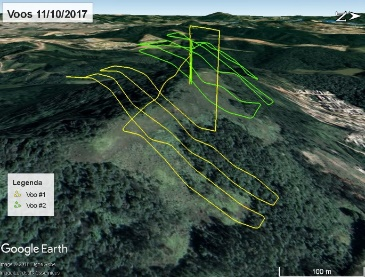 Voos 11/10/2017
Legenda
Voo #1
Voo #2
Google Earth
100 m